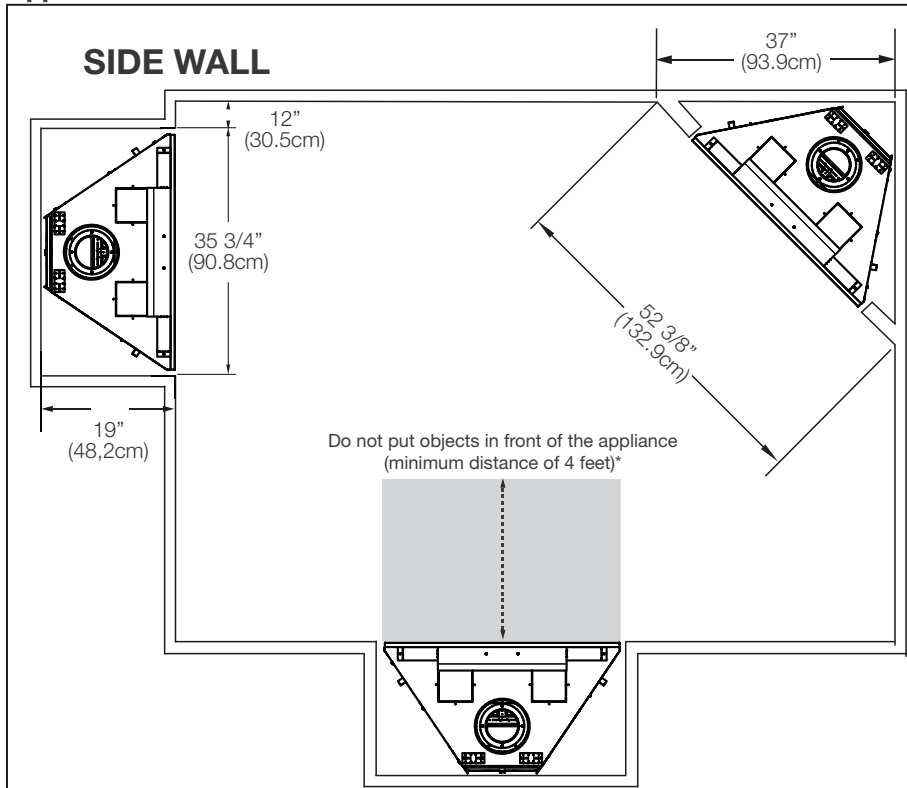 SIDE WALL
37”
(93.9cm)
12”
(30.5cm)
35 3/4”
(90.8cm)
52 3/8”
(132.9cm)
19”
(48,2cm)
Do not put objects in front of the appliance
(minimum distance of 4 feet)*